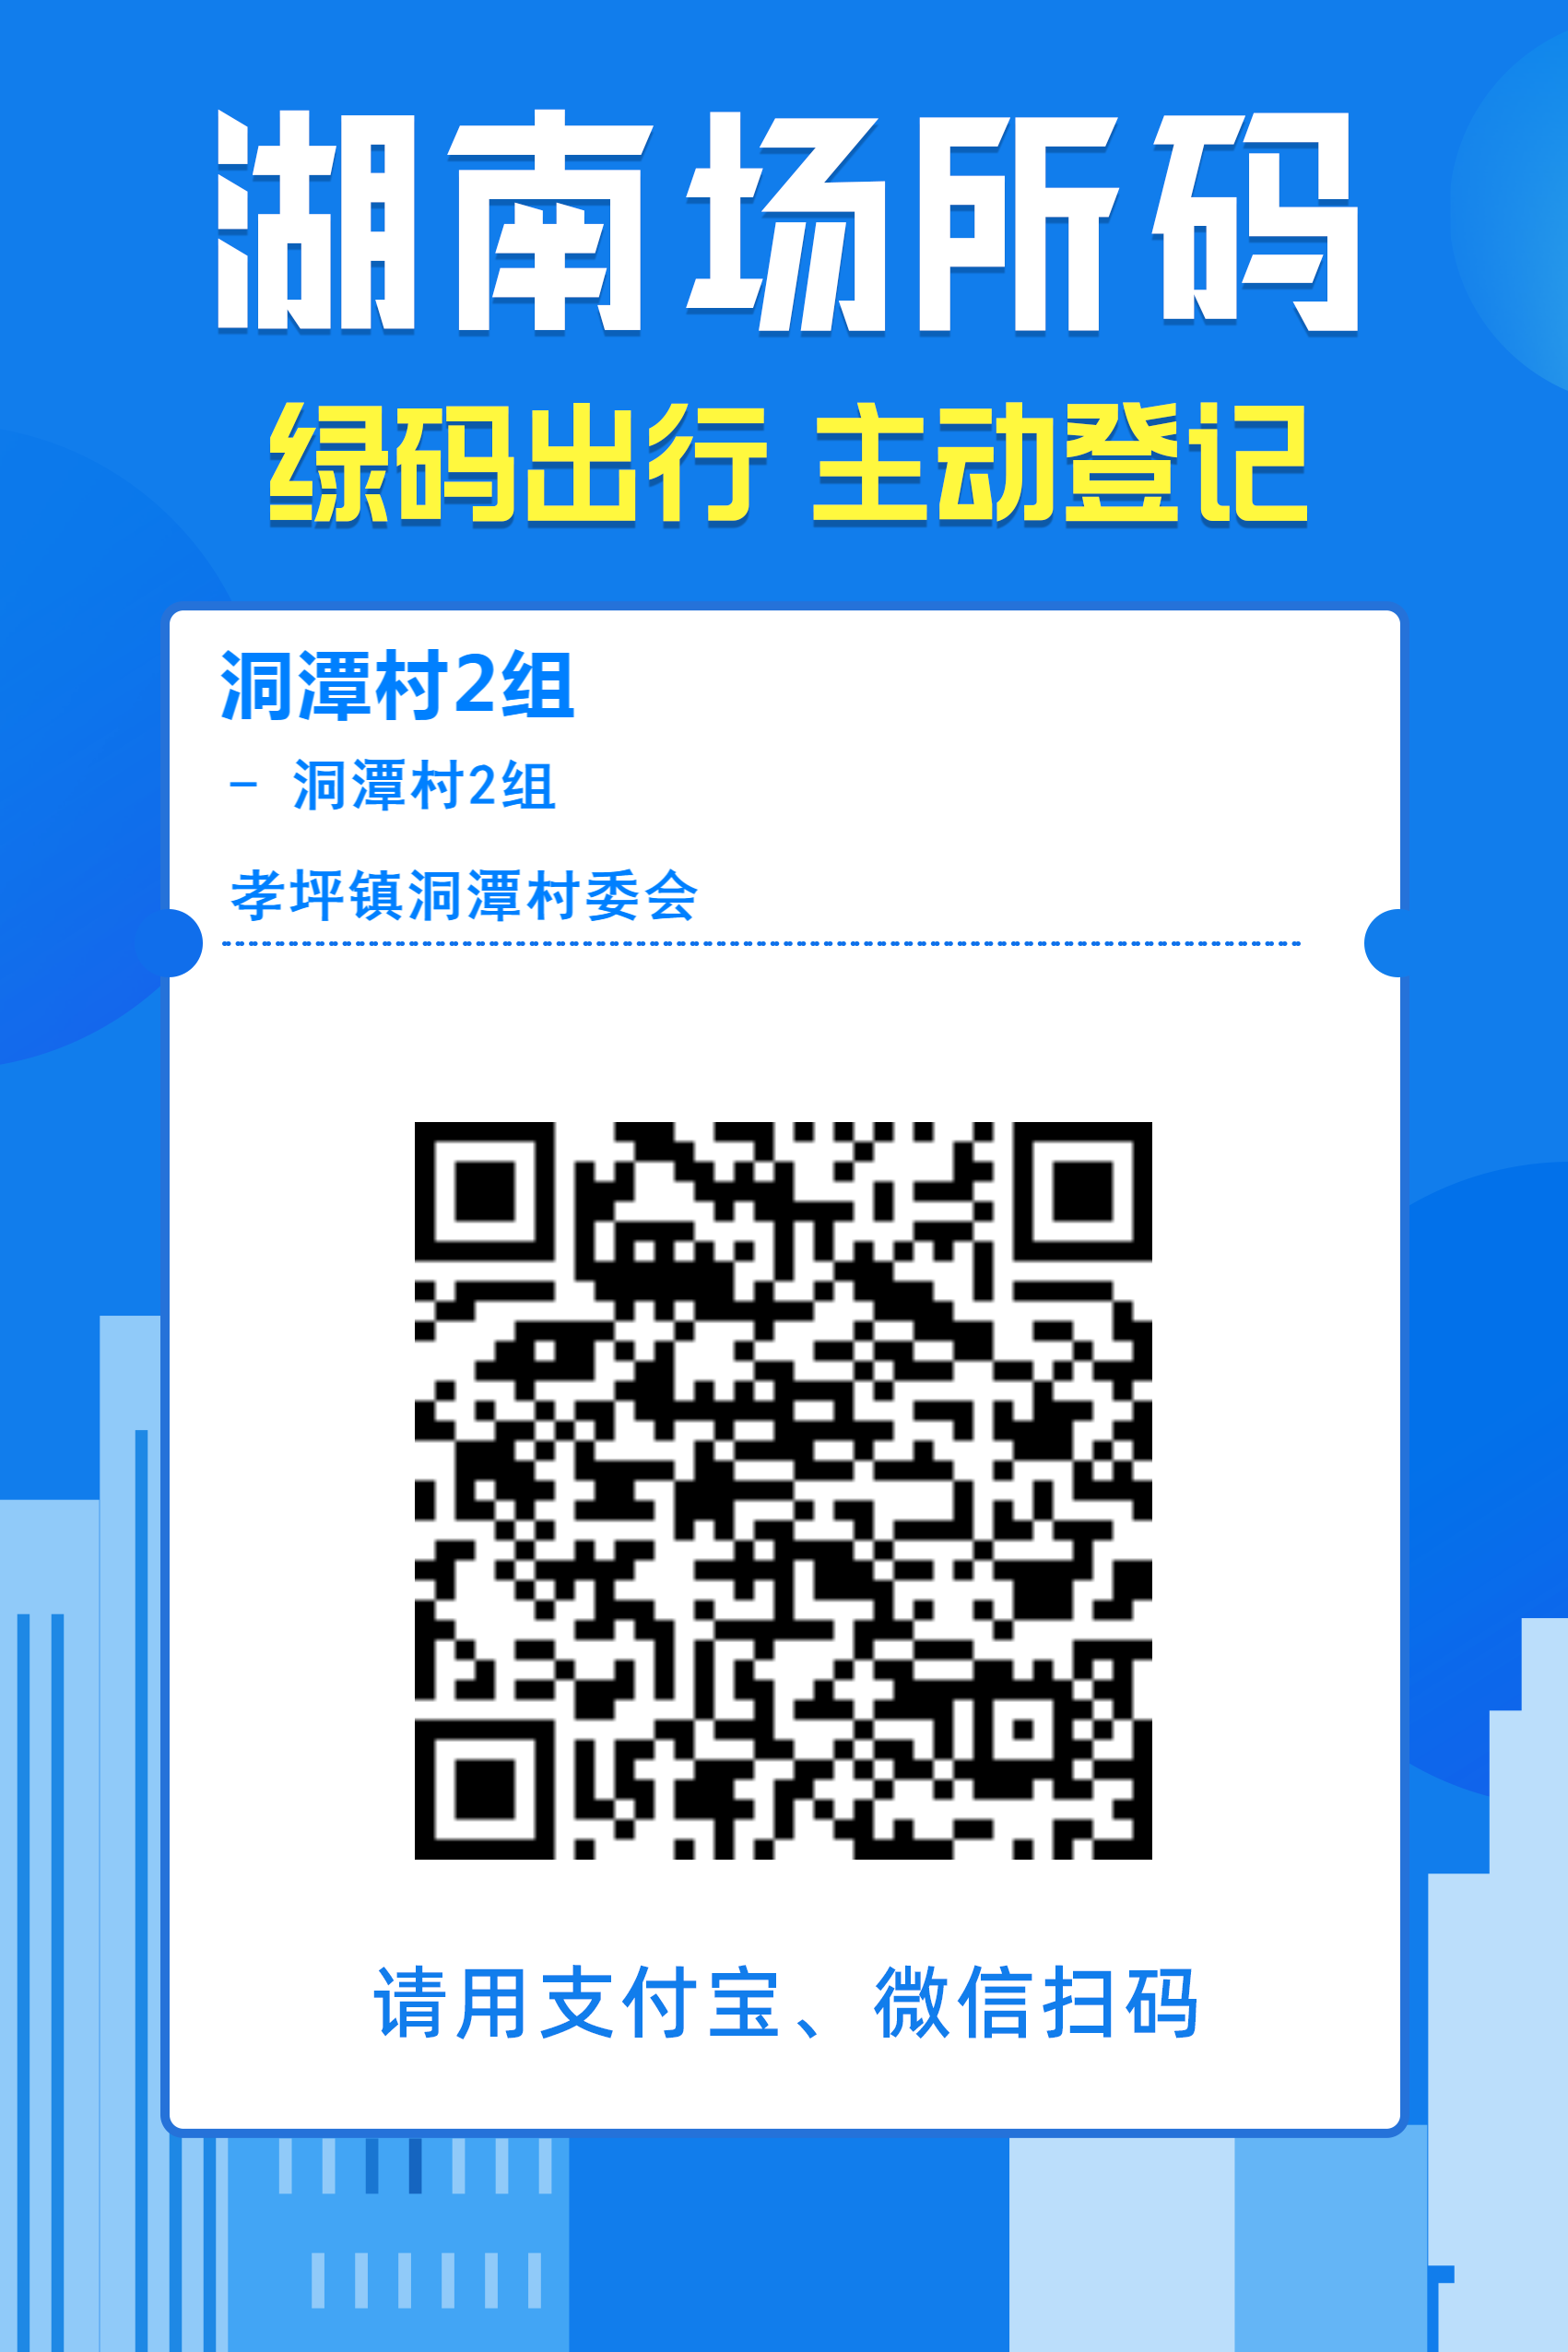 湖南场所码
绿码出行 主动登记
洞潭村2组
– 洞潭村2组
孝坪镇洞潭村委会
请用支付宝、微信扫码